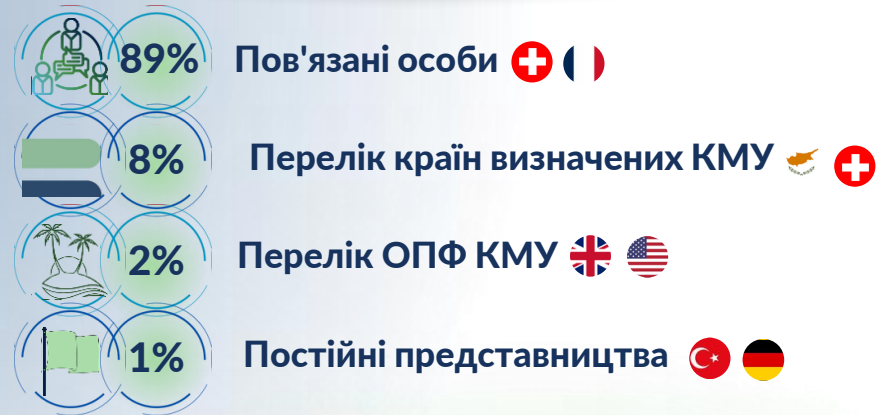 89% Пов'язані особи
8% Перелік країн визначених КМУ
2% Перелік ОПФ КМУ
1% Постійні представництва